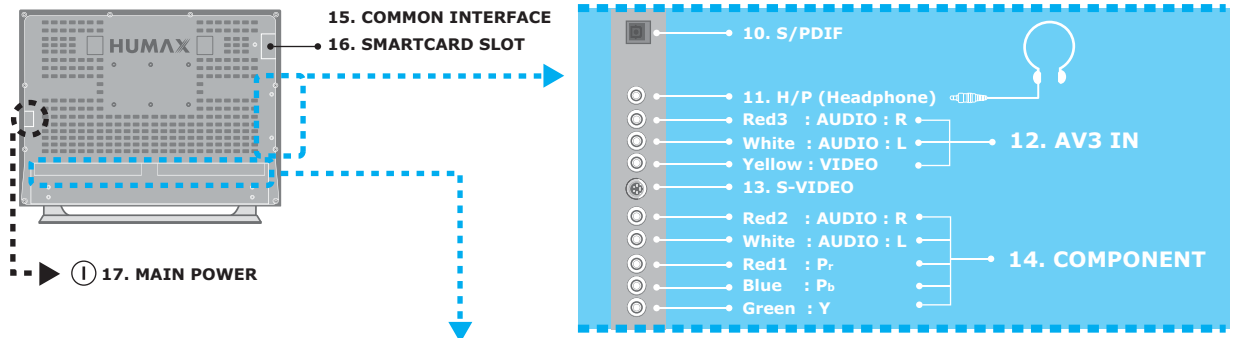 15. COMMON INTERFACE
16. SMARTCARD SLOT
HUMAX
17. MAIN POWER
10. S/PDIF
11. H/P (Headphone)
Red3 : AUDIO : R
White : AUDIO : L
Yellow : VIDEO
12. AV3 IN
13. S-VIDEO
Red2 : AUDIO : R
White : AUDIO : L
Red1 : Pr
Blue : Pb
Green : Y
14. COMPONENT